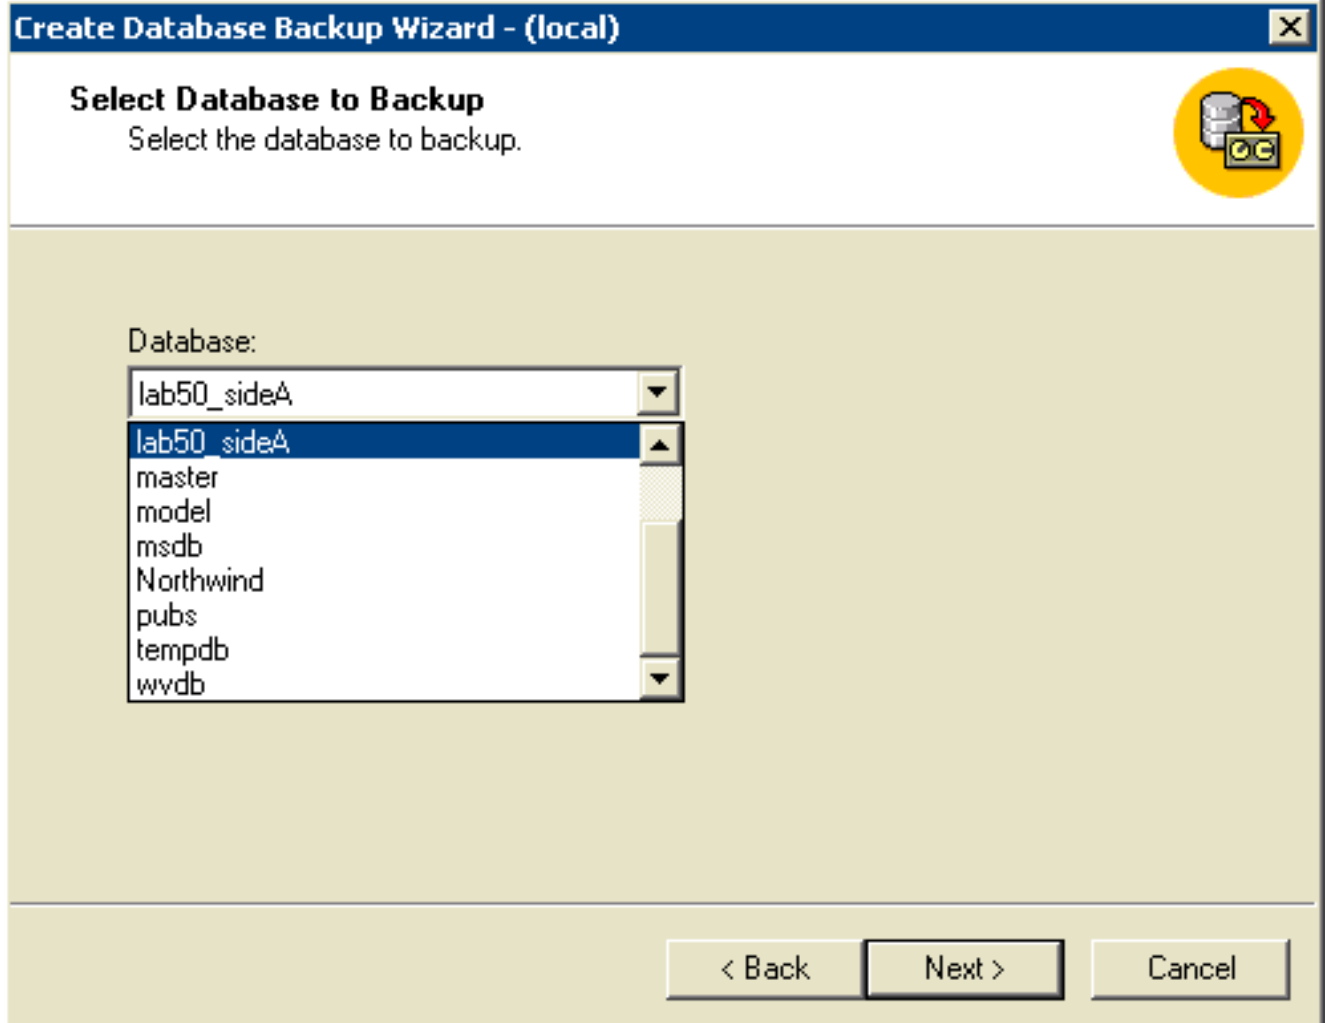 Create Database Backup Wizard - (local)
Select Database to Backup
Select the database to backup.
Database:
lab50_sideA
lab50_sideA
master
model
msdb
Northwind
pubs
tempdb
wvdb
< Back
Next >
Cancel